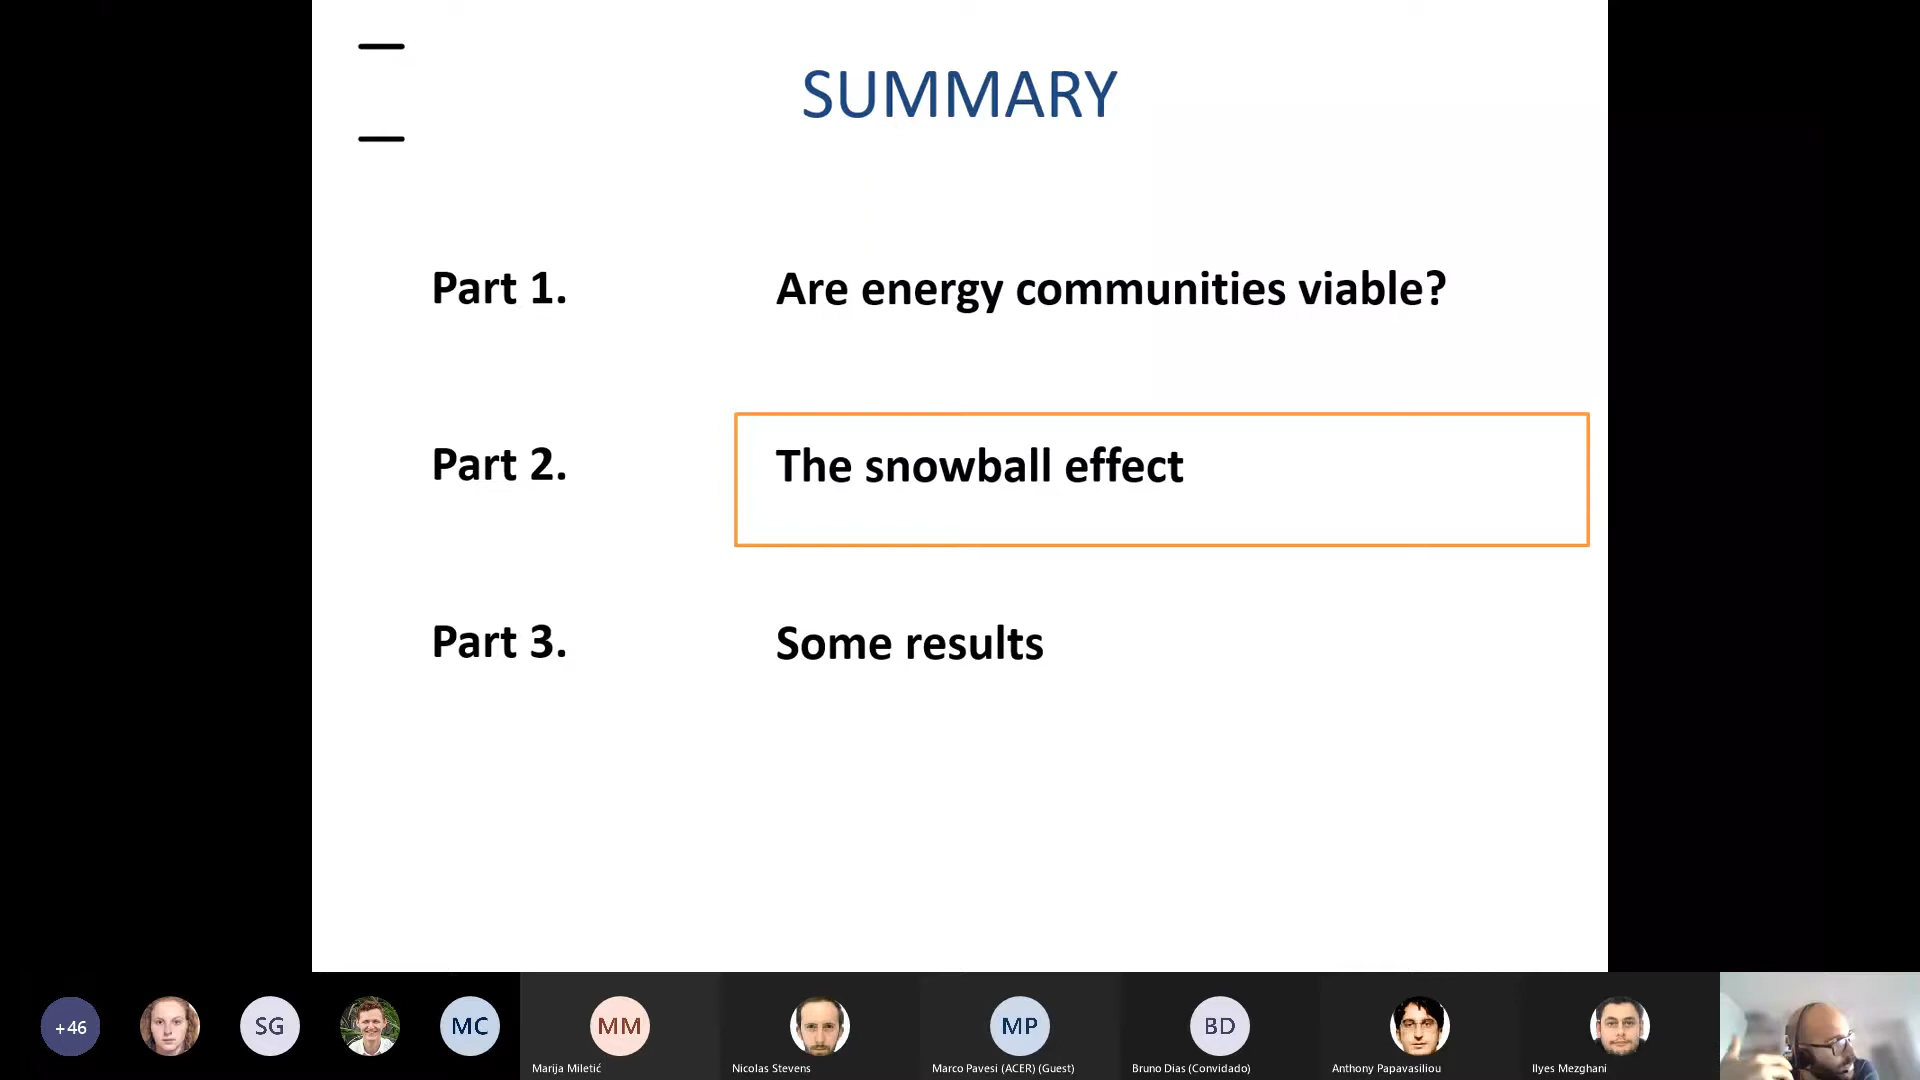 SUMMARY
Part 1. Are energy communities viable?
Part 2. The snowball effect
Part 3. Some results
+46
SG
MC
MM
MP
BD
Marija Miletić
Nicolas Stevens
Marco Pavesi (ACER) (Guest)
Bruno Dias (Convidado)
Anthony Papavasiliou
Ilyes Mezghani